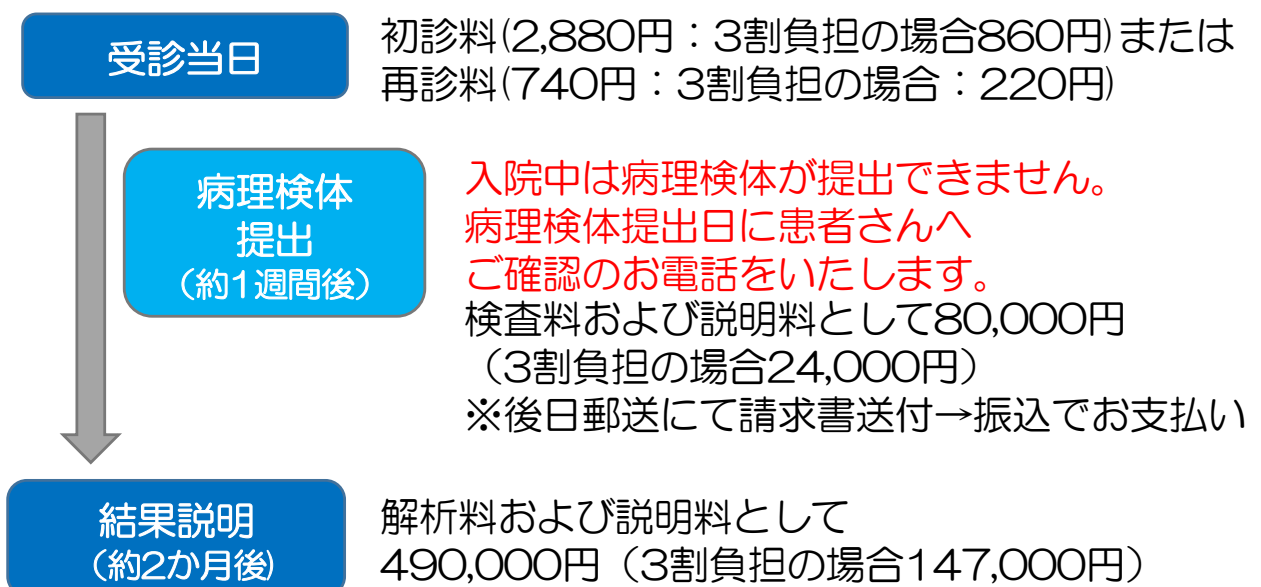 受診当日
初診料(2,880円：3割負担の場合860円)または
再診料(740円：3割負担の場合：220円)
病理検体
提出
（約1週間後）
入院中は病理検体が提出できません。
病理検体提出日に患者さんへ
ご確認のお電話をいたします。
検査料および説明料として80,000円
（3割負担の場合24,000円）
※後日郵送にて請求書送付→振込でお支払い
結果説明
（約2か月後)
解析料および説明料として
490,000円（3割負担の場合147,000円）